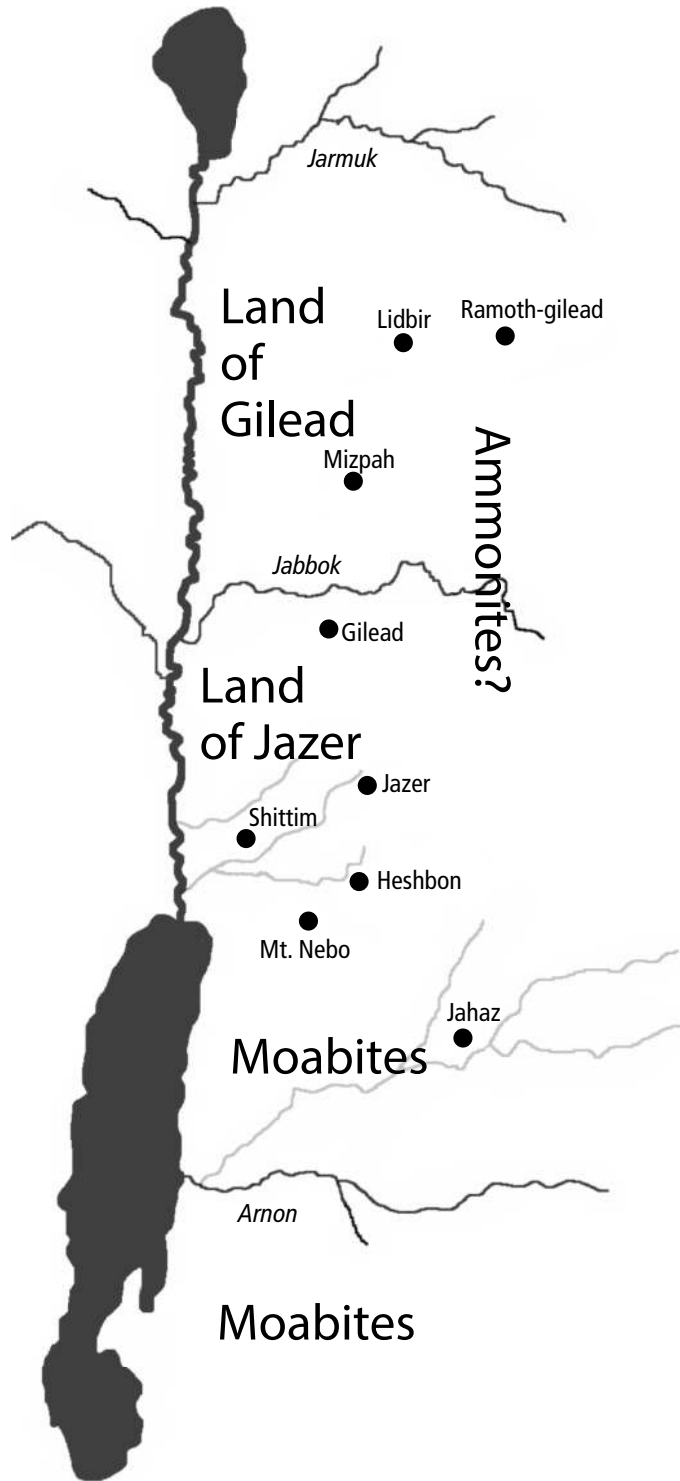 Jarmuk
Land
of
Gilead
Lidbir
Ramoth-gilead
Mizpah
Ammonites?
Jabbok
Gilead
Land
of Jazer
Jazer
Shittim
Heshbon
Mt. Nebo
Jahaz
Moabites
Arnon
Moabites